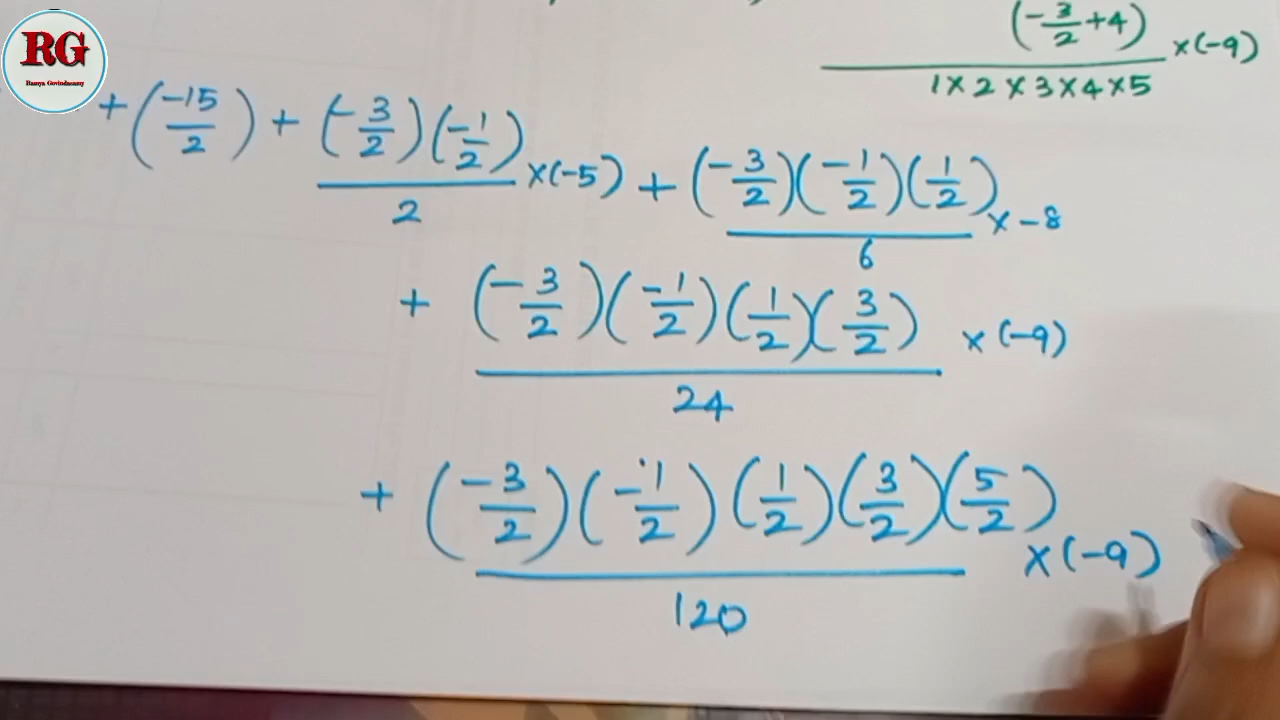 RG
Ramya Govindasamy
(-3/2+4)
1×2×3×4×5 ×(-9)
+(-15/2) + (-3/2)(-1/2)/2 ×(-5) + (-3/2)(-1/2)(1/2)/6 × -8
+ (-3/2)(-1/2)(1/2)(3/2)/24 ×(-9)
+ (-3/2)(-1/2)(1/2)(3/2)(5/2)/120 ×(-9)